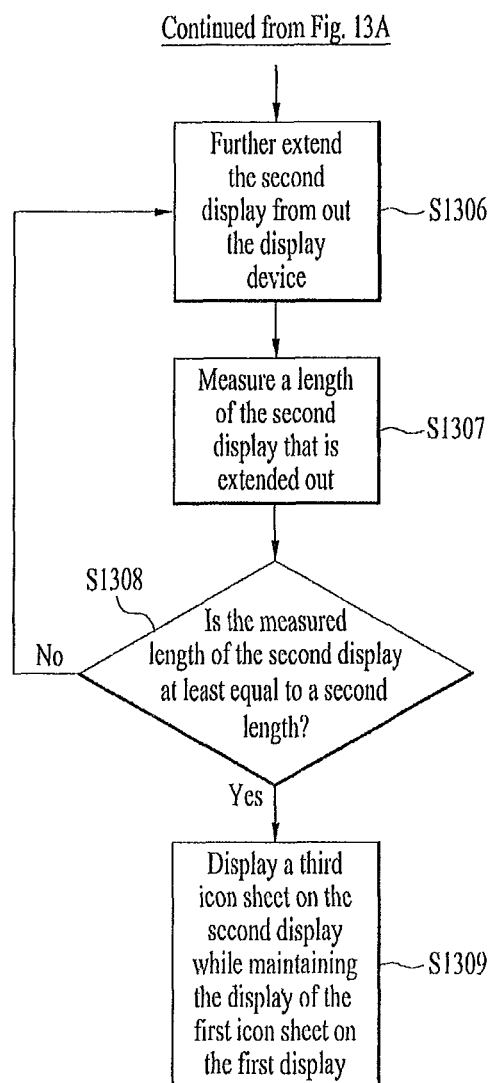 Continued from Fig. 13A
Further extend
the second
display from out
the display
device
S1306
Measure a length
of the second
display that is
extended out
S1307
S1308
Is the measured
length of the second display
at least equal to a second
length?
No
Yes
Display a third
icon sheet on the
second display
while maintaining
the display of the
first icon sheet on
the first display
S1309